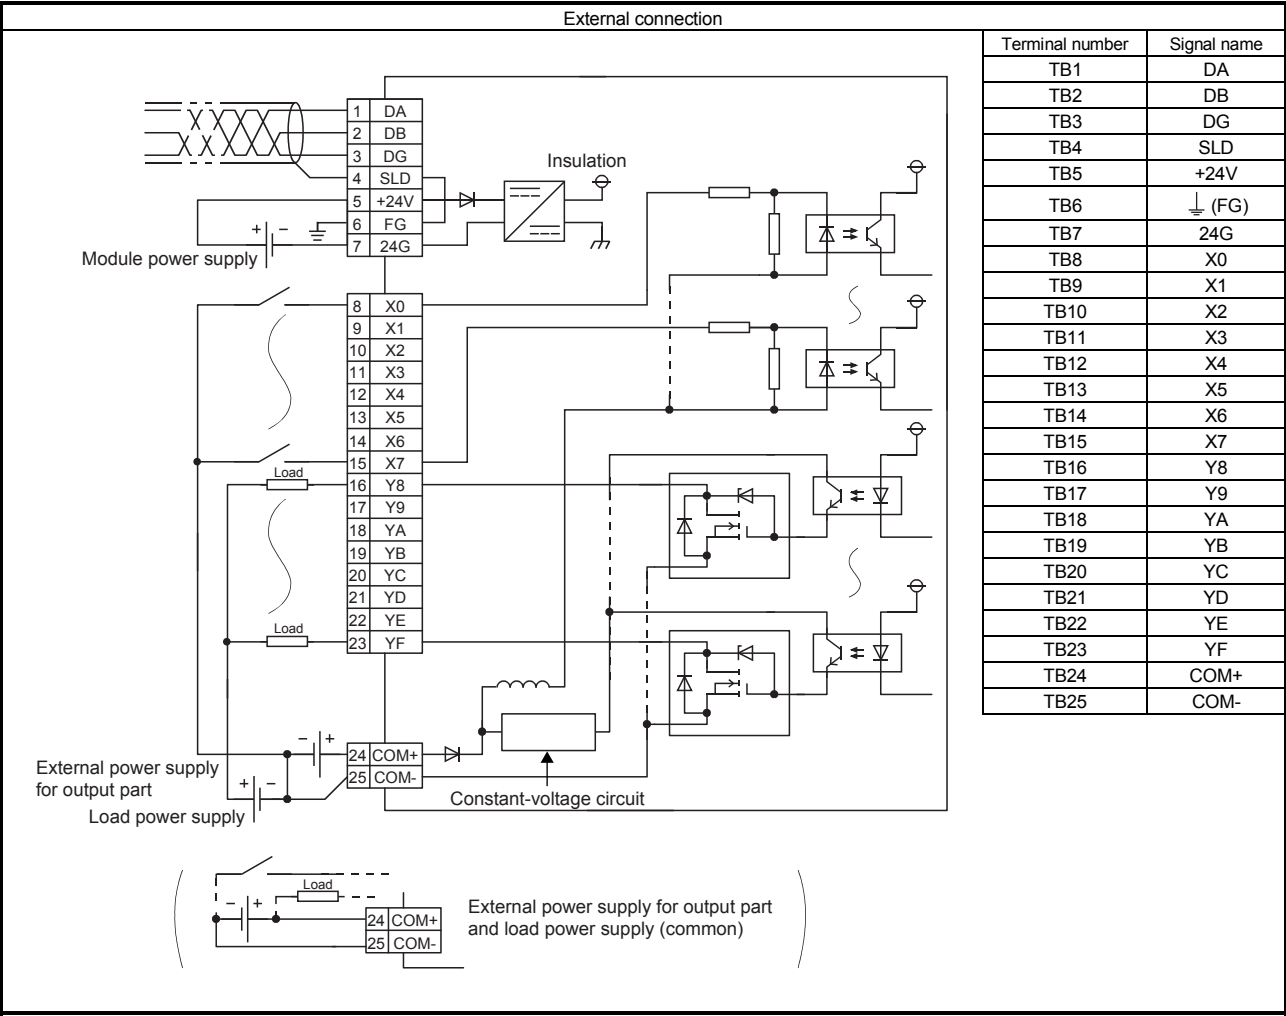 External connection
Terminal number Signal name
TB1 DA
TB2 DB
TB3 DG
TB4 SLD
TB5 +24V
TB6 ⏚ (FG)
TB7 24G
TB8 X0
TB9 X1
TB10 X2
TB11 X3
TB12 X4
TB13 X5
TB14 X6
TB15 X7
TB16 Y8
TB17 Y9
TB18 YA
TB19 YB
TB20 YC
TB21 YD
TB22 YE
TB23 YF
TB24 COM+
TB25 COM-
1 DA
2 DB
3 DG
4 SLD
5 +24V
6 FG
7 24G
Insulation
+ −
Module power supply
8 X0
9 X1
10 X2
11 X3
12 X4
13 X5
14 X6
15 X7
Load
16 Y8
17 Y9
18 YA
19 YB
20 YC
21 YD
22 YE
Load
23 YF
− +
24 COM+
25 COM-
External power supply
for output part
+ −
Load power supply
Constant-voltage circuit
Load
− +
24 COM+
25 COM-
External power supply for output part
and load power supply (common)